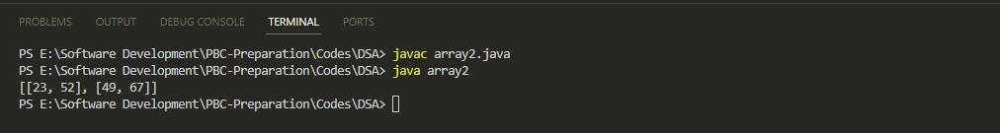 PROBLEMS OUTPUT DEBUG CONSOLE TERMINAL PORTS
PS E:\Software Development\PBC-Preparation\Codes\DSA> javac array2.java
PS E:\Software Development\PBC-Preparation\Codes\DSA> java array2
[[23, 52], [49, 67]]
PS E:\Software Development\PBC-Preparation\Codes\DSA>